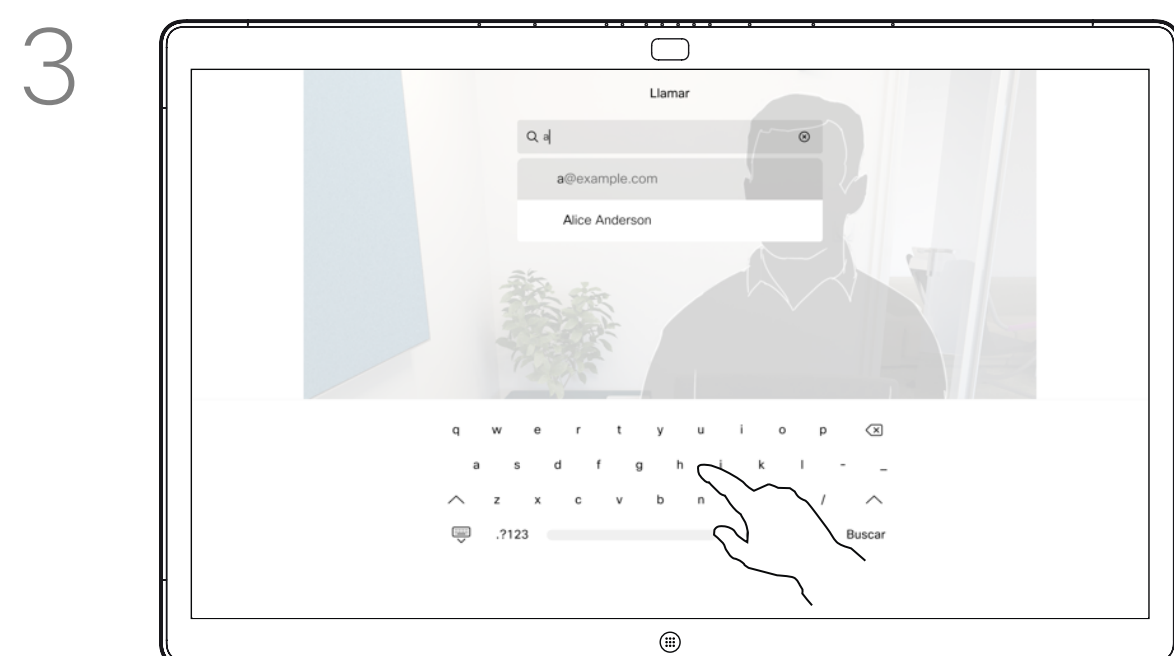 3
Llamar
a
a@example.com
Alice Anderson
q w e r t y u i o p
a s d f g h j k l - _
z x c v b n /
.?123 Buscar